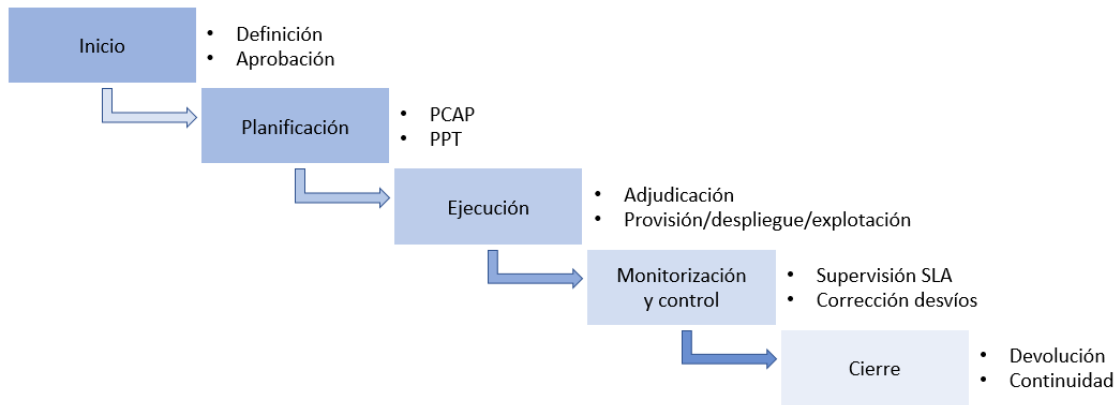 Inicio
• Definición
• Aprobación
Planificación
• PCAP
• PPT
Ejecución
• Adjudicación
• Provisión/despliegue/explotación
Monitorización
y control
• Supervisión SLA
• Corrección desvíos
Cierre
• Devolución
• Continuidad